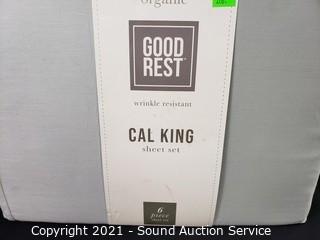 organic
GOOD
REST
wrinkle resistant
CAL KING
sheet set
6
piece
Copyright 2021 - Sound Auction Service